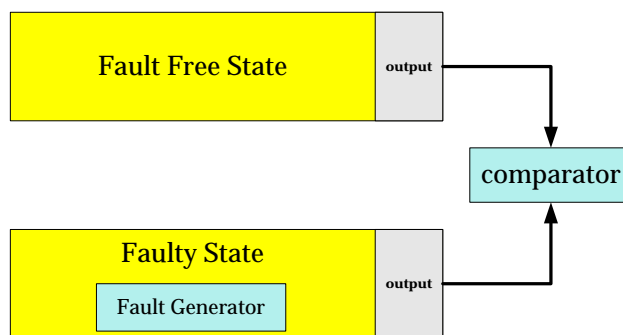 Fault Free State
output
comparator
Faulty State
output
Fault Generator